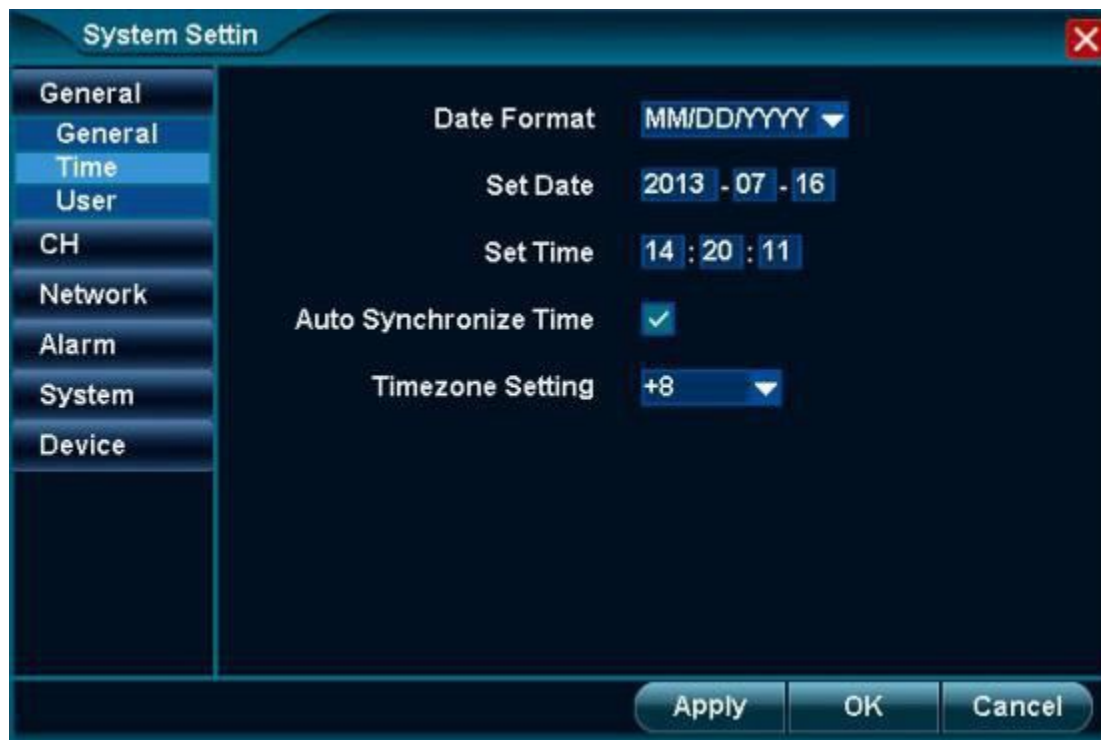 System Settin
General
General
Time
User
CH
Network
Alarm
System
Device
Date Format MM/DD/YYYY
Set Date 2013 - 07 - 16
Set Time 14 : 20 : 11
Auto Synchronize Time
Timezone Setting +8
Apply OK Cancel